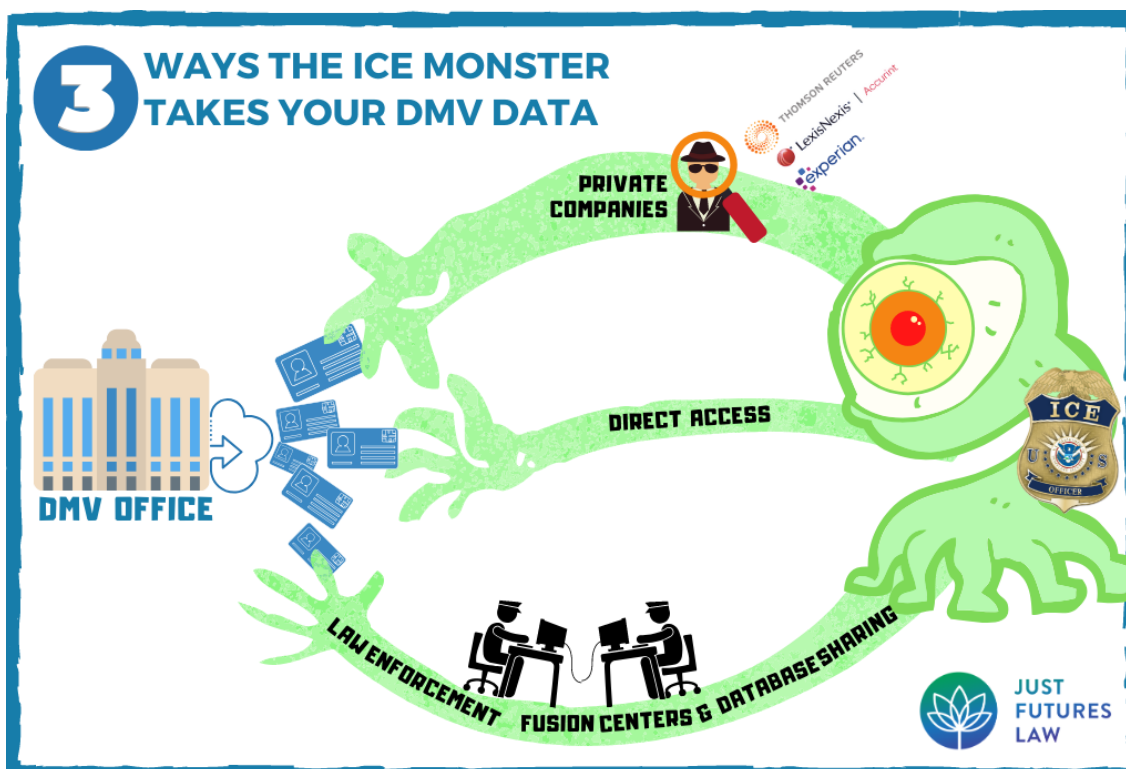 3
WAYS THE ICE MONSTER
TAKES YOUR DMV DATA
THOMSON REUTERS
LexisNexis® | Accurint
experian.
PRIVATE
COMPANIES
DIRECT ACCESS
ICE
U S
OFFICER
DMV OFFICE
LAW ENFORCEMENT FUSION CENTERS & DATABASE SHARING
JUST
FUTURES
LAW